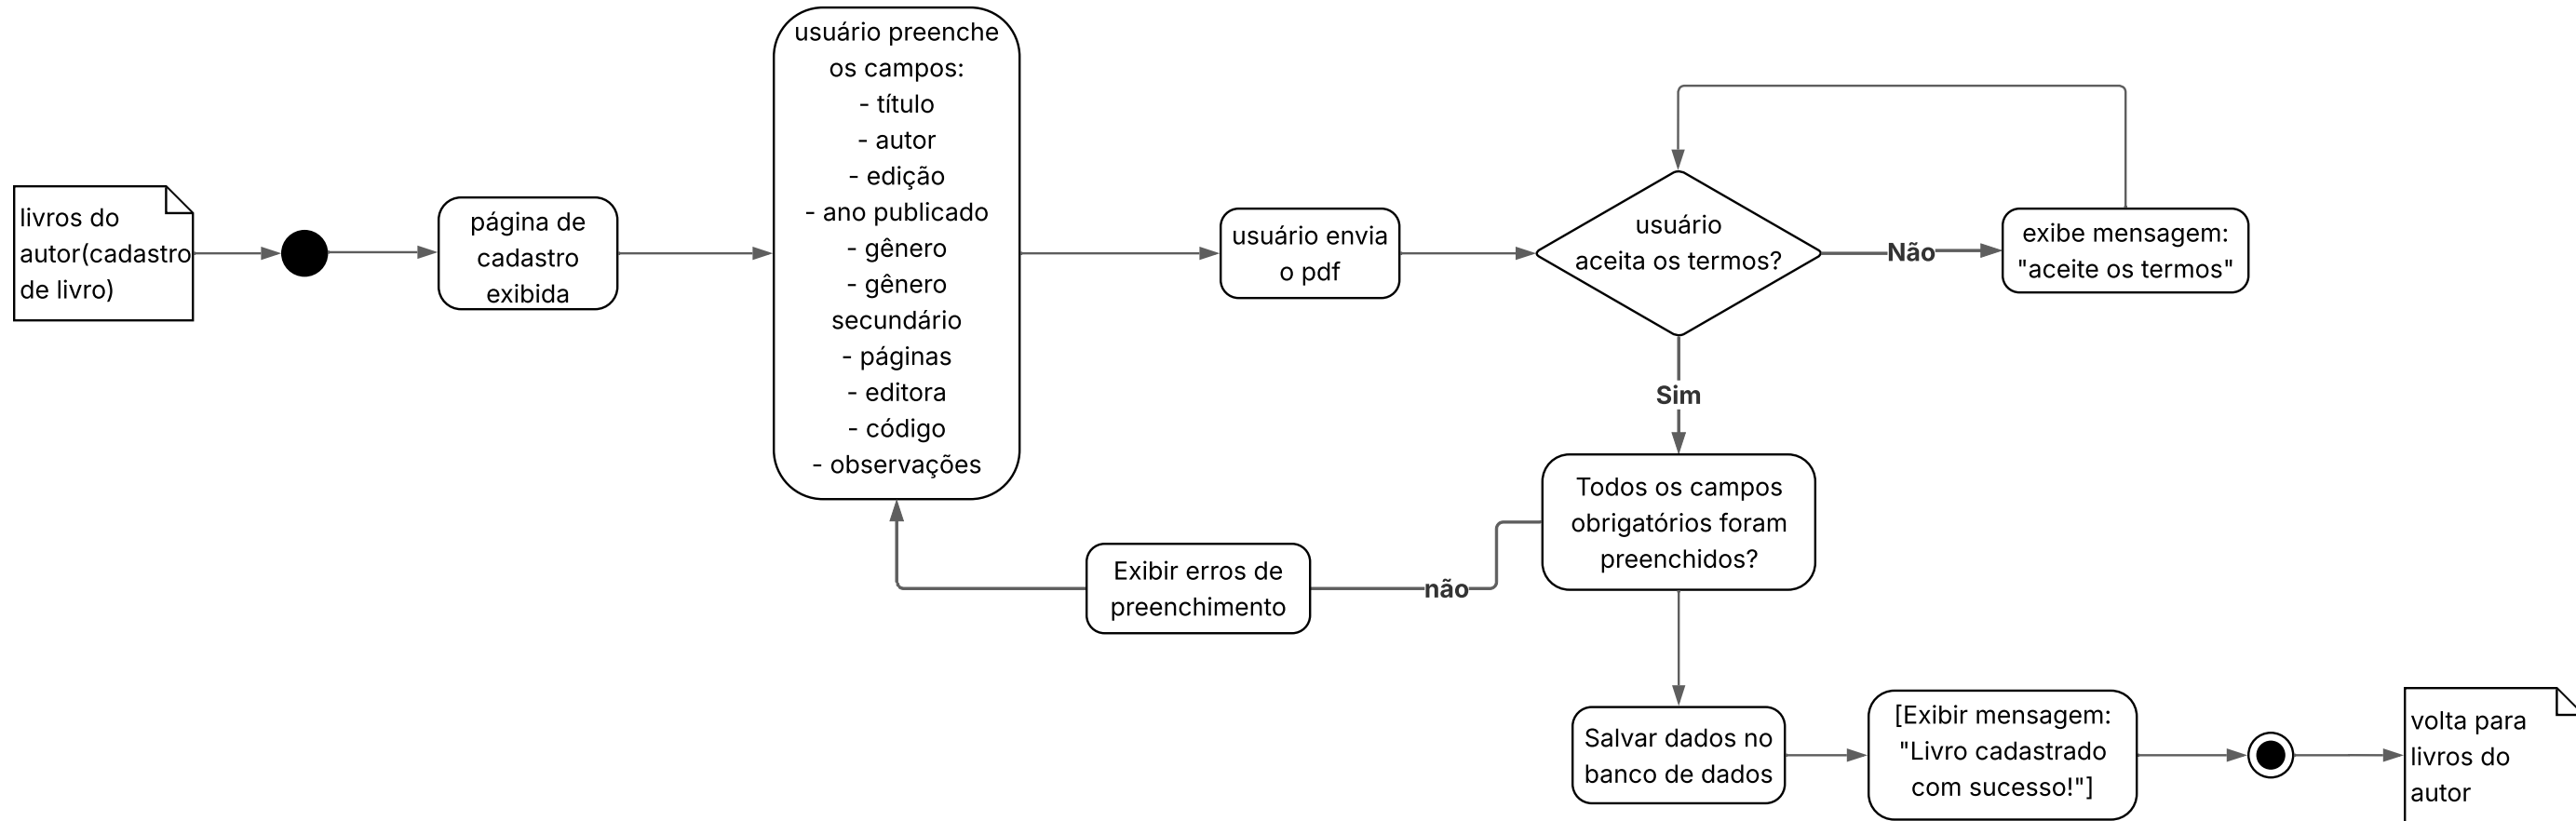 livros do
autor(cadastro
de livro)
página de
cadastro
exibida
usuário preenche
os campos:
- título
- autor
- edição
- ano publicado
- gênero
- gênero
secundário
- páginas
- editora
- código
- observações
usuário envia
o pdf
usuário
aceita os termos?
Não
exibe mensagem:
"aceite os termos"
Sim
Todos os campos
obrigatórios foram
preenchidos?
não
Exibir erros de
preenchimento
Salvar dados no
banco de dados
[Exibir mensagem:
"Livro cadastrado
com sucesso!"]
volta para
livros do
autor